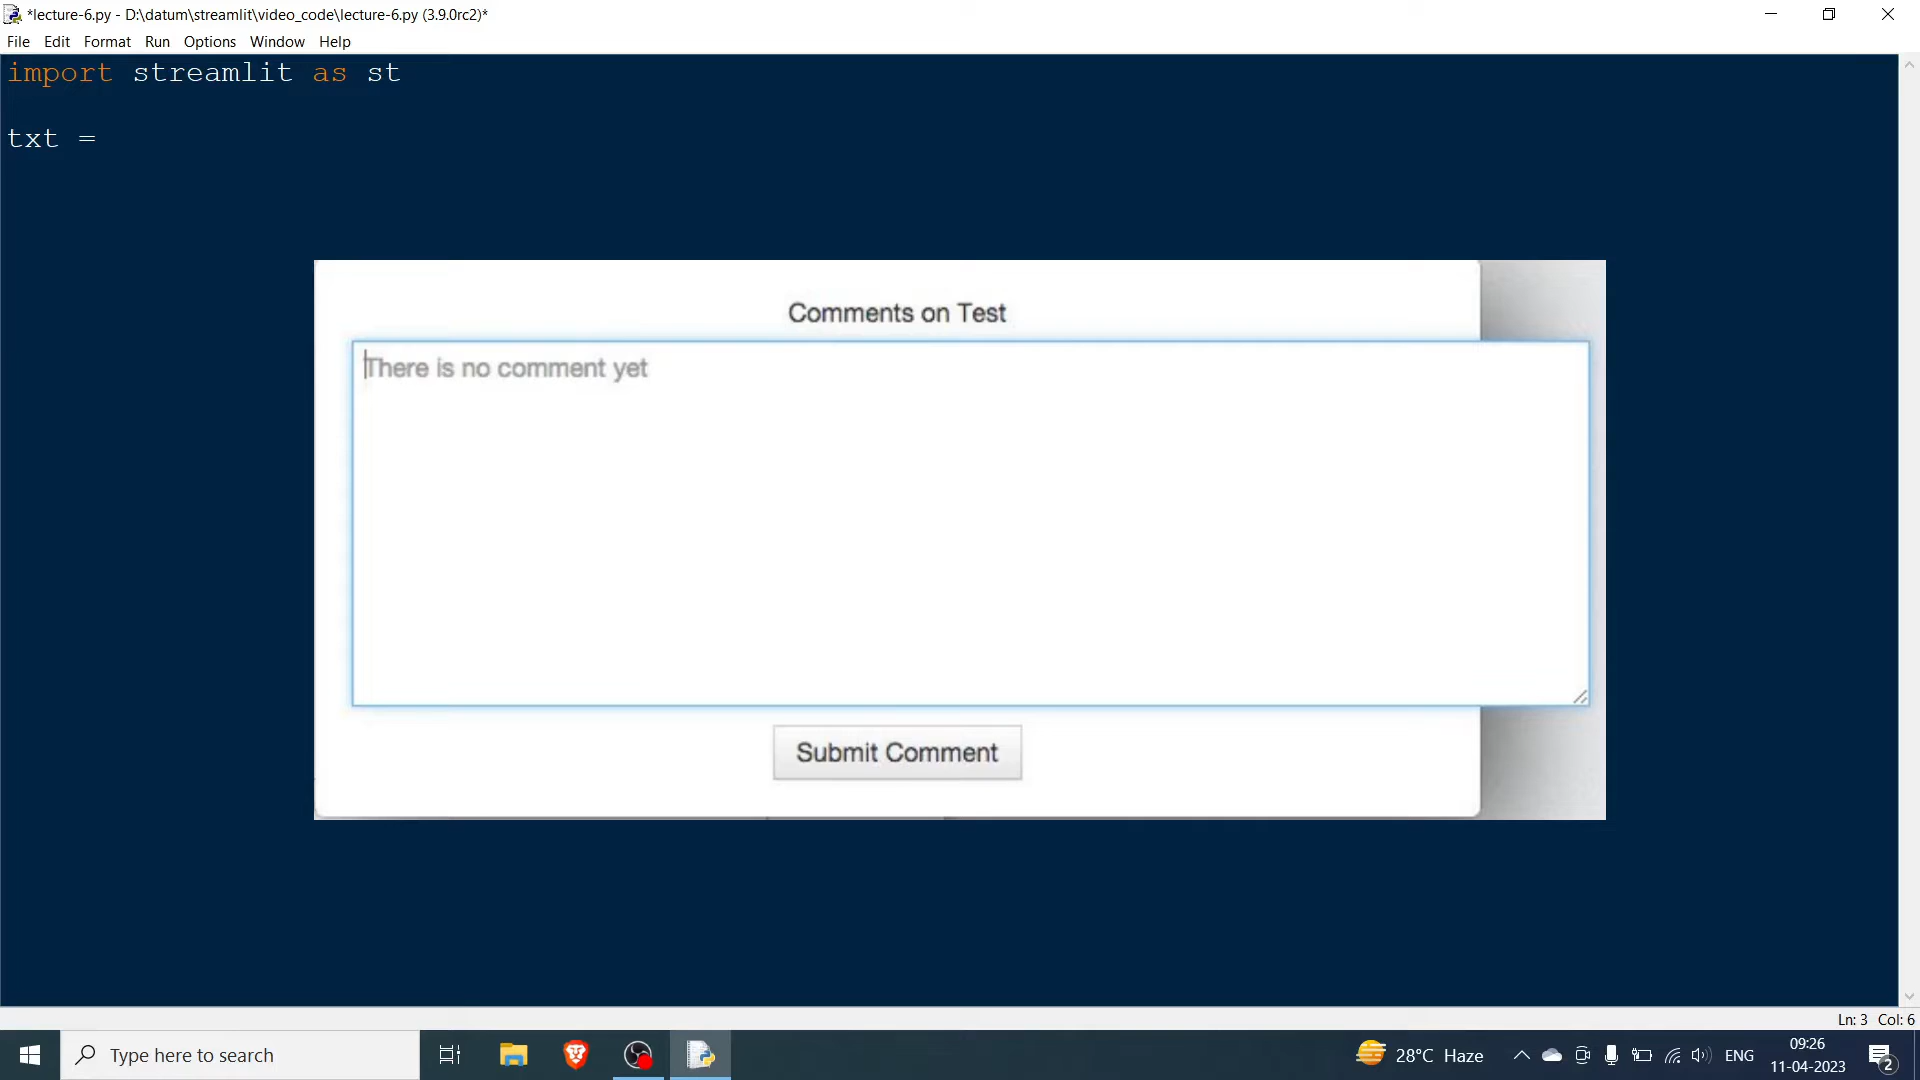 *lecture-6.py - D:\datum\streamlit\video_code\lecture-6.py (3.9.0rc2)*
File Edit Format Run Options Window Help
import streamlit as st
txt =
Comments on Test
There is no comment yet
Submit Comment
Ln: 3 Col: 6
Type here to search
28°C Haze
ENG
09:26
11-04-2023
2